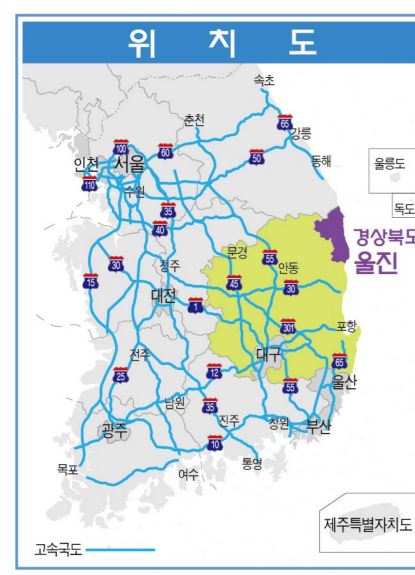 위 치 도
속초
65
춘천
강릉
100
60
인천
서울
50
동해
울릉도
110
수원
독도
35
40
경상북도
울진
문경
55
안동
30
청주
15
45
30
대전
1
301
포항
대구
전주
65
12
25
55
울산
35
남원
진주
창원
부산
광주
10
목포
여수
통영
제주특별자치도
고속국도